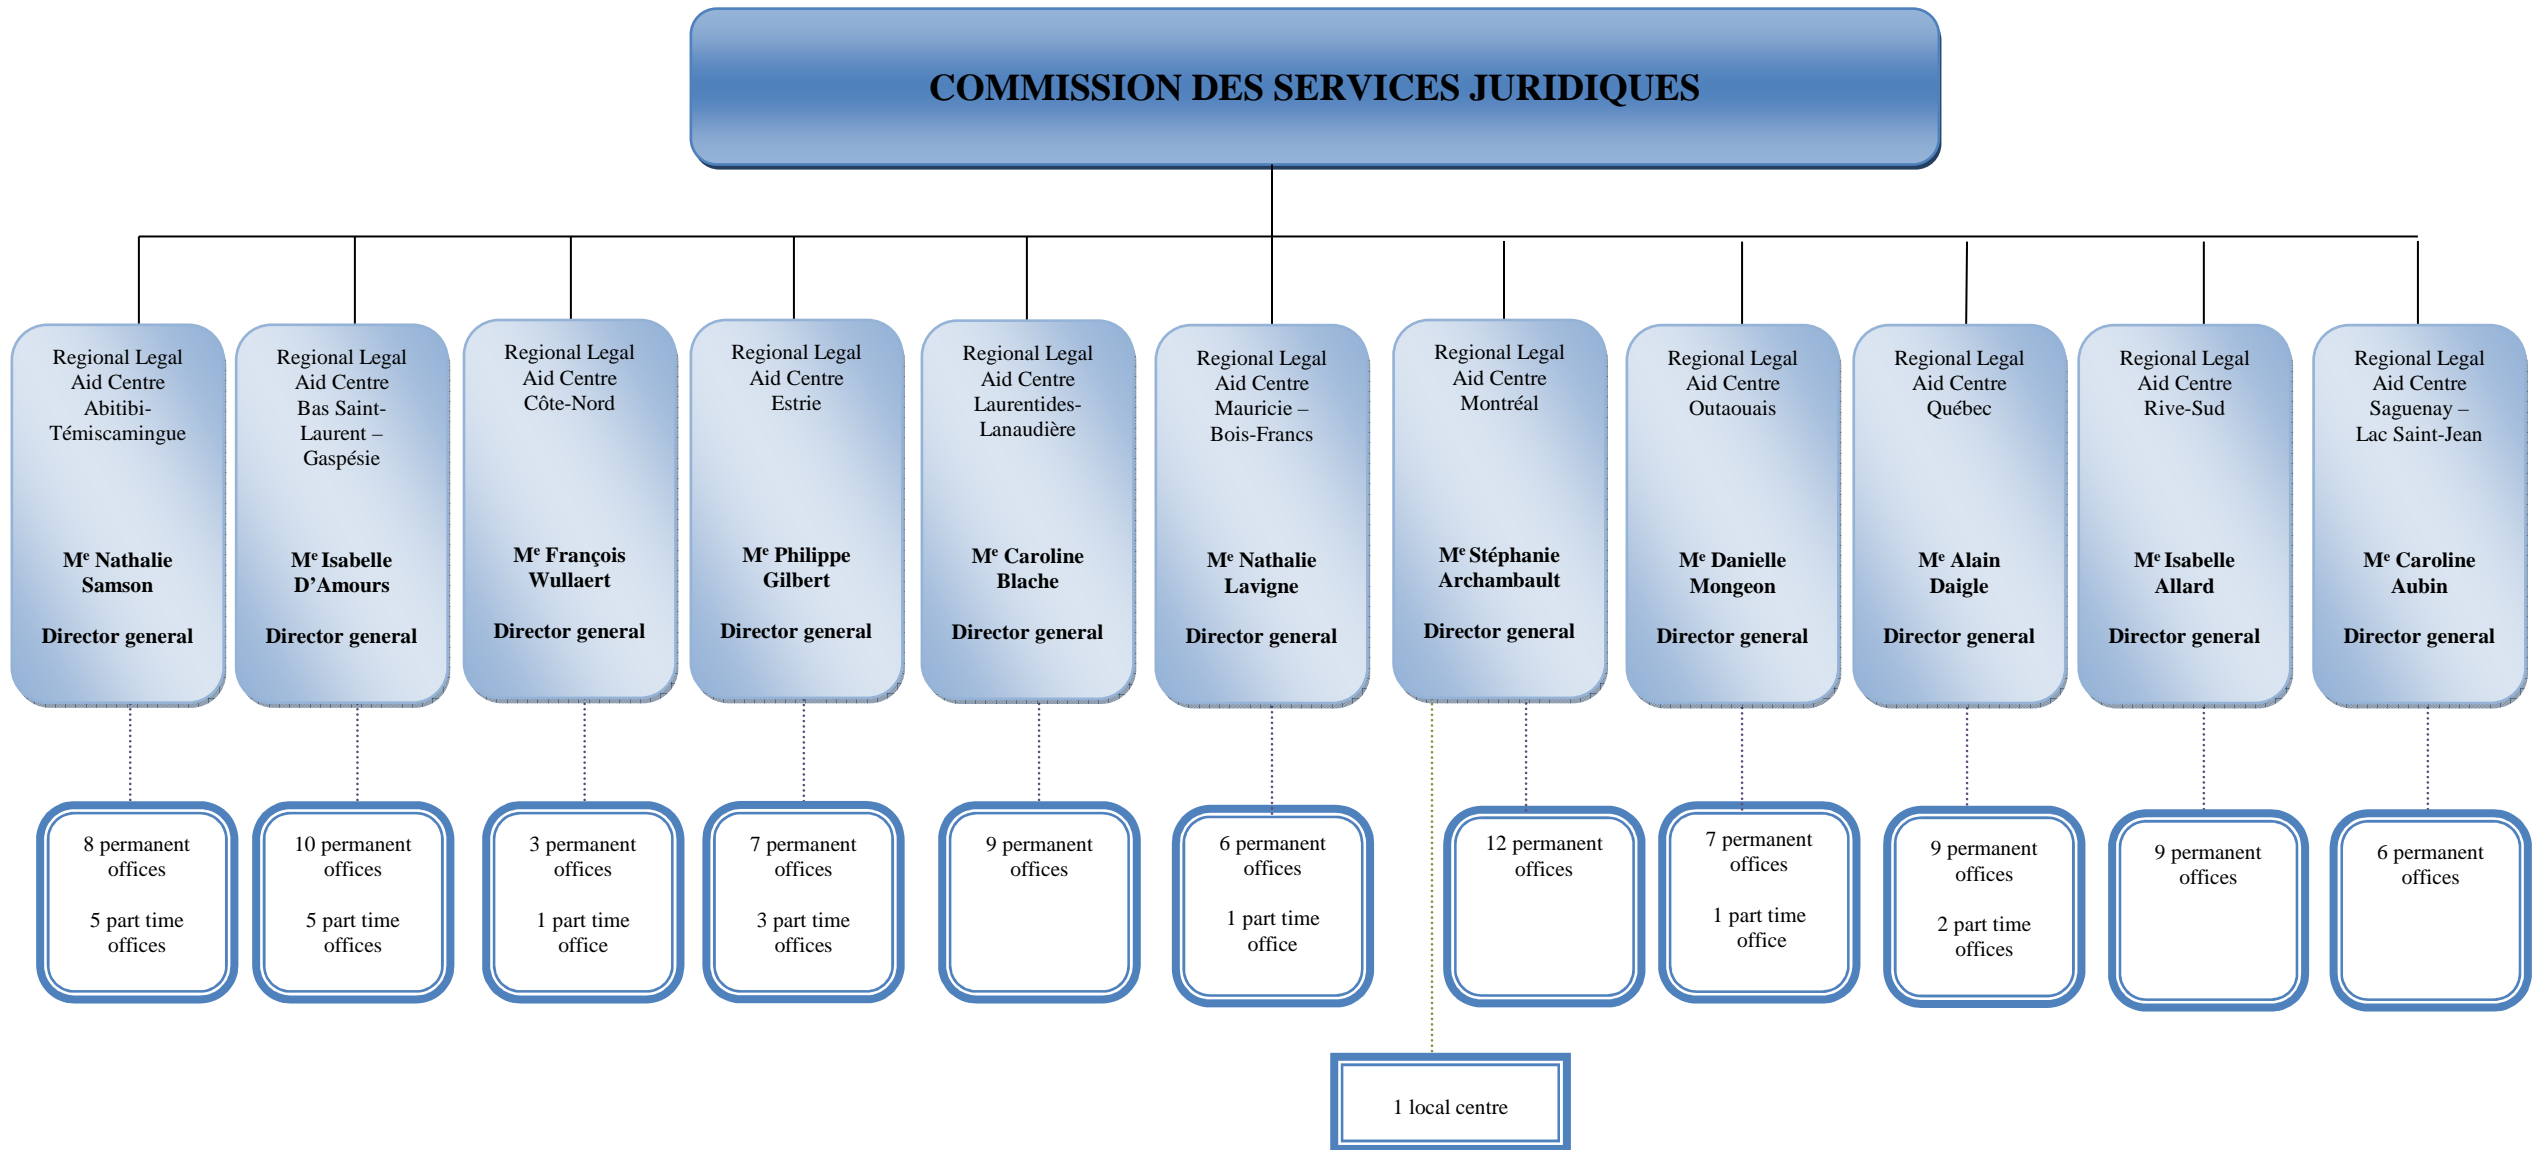 COMMISSION DES SERVICES JURIDIQUES
Regional Legal
Aid Centre
Abitibi-
Témiscamingue
Mᵉ Nathalie
Samson
Director general
Regional Legal
Aid Centre
Bas Saint-
Laurent –
Gaspésie
Mᵉ Isabelle
D’Amours
Director general
Regional Legal
Aid Centre
Côte-Nord
Mᵉ François
Wullaert
Director general
Regional Legal
Aid Centre
Estrie
Mᵉ Philippe
Gilbert
Director general
Regional Legal
Aid Centre
Laurentides-
Lanaudière
Mᵉ Caroline
Blache
Director general
Regional Legal
Aid Centre
Mauricie –
Bois-Francs
Mᵉ Nathalie
Lavigne
Director general
Regional Legal
Aid Centre
Montréal
Mᵉ Stéphanie
Archambault
Director general
Regional Legal
Aid Centre
Outaouais
Mᵉ Danielle
Mongeon
Director general
Regional Legal
Aid Centre
Québec
Mᵉ Alain
Daigle
Director general
Regional Legal
Aid Centre
Rive-Sud
Mᵉ Isabelle
Allard
Director general
Regional Legal
Aid Centre
Saguenay –
Lac Saint-Jean
Mᵉ Caroline
Aubin
Director general
8 permanent
offices
5 part time
offices
10 permanent
offices
5 part time
offices
3 permanent
offices
1 part time
office
7 permanent
offices
3 part time
offices
9 permanent
offices
6 permanent
offices
1 part time
office
12 permanent
offices
7 permanent
offices
1 part time
office
9 permanent
offices
2 part time
offices
9 permanent
offices
6 permanent
offices
1 local centre